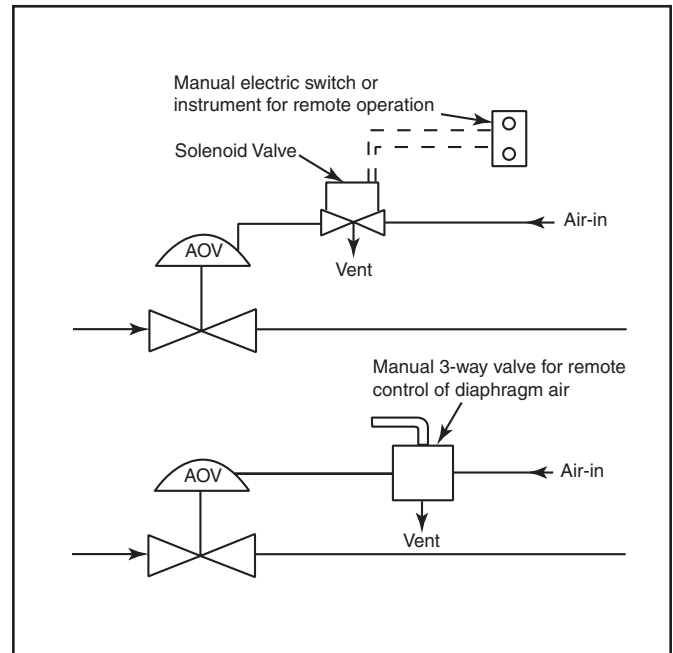 Manual electric switch or
instrument for remote operation
Solenoid Valve
Air-in
AOV
Vent
Manual 3-way valve for remote
control of diaphragm air
AOV
Air-in
Vent